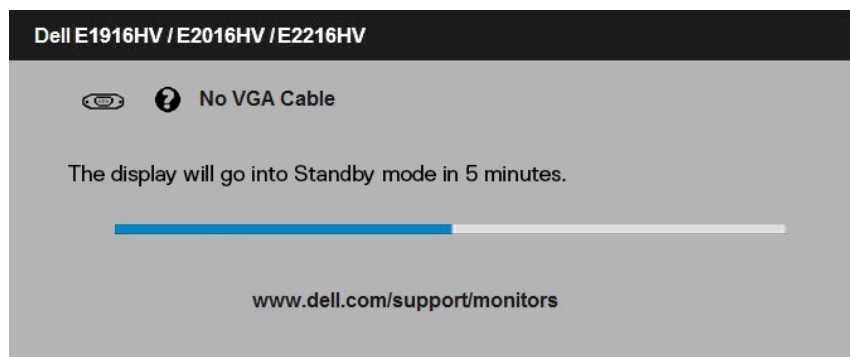 Dell E1916HV / E2016HV / E2216HV
No VGA Cable
The display will go into Standby mode in 5 minutes.
www.dell.com/support/monitors